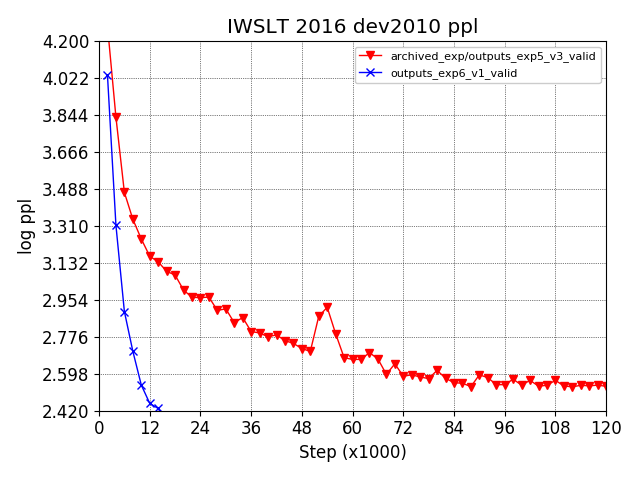 IWSLT 2016 dev2010 ppl
archived_exp/outputs_exp5_v3_valid
outputs_exp6_v1_valid
log ppl
4.200
4.022
3.844
3.666
3.488
3.310
3.132
2.954
2.776
2.598
2.420
0 12 24 36 48 60 72 84 96 108 120
Step (x1000)